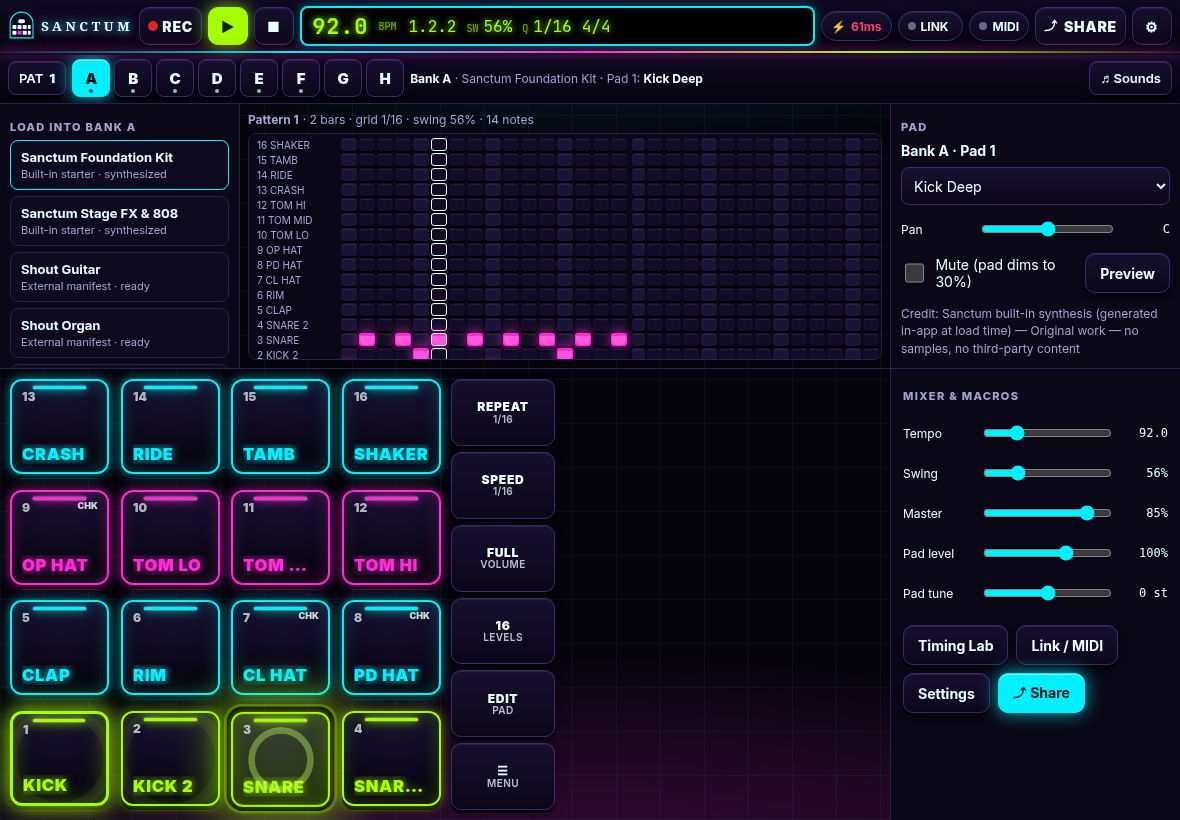 SANCTUM
REC
92.0 BPM 1.2.2 SW 56% Q 1/16 4/4
⚡ 61ms
LINK
MIDI
SHARE
PAT 1
A
B
C
D
E
F
G
H
Bank A · Sanctum Foundation Kit · Pad 1: Kick Deep
♬ Sounds
LOAD INTO BANK A
Sanctum Foundation Kit
Built-in starter · synthesized
Sanctum Stage FX & 808
Built-in starter · synthesized
Shout Guitar
External manifest · ready
Shout Organ
External manifest · ready
Pattern 1 · 2 bars · grid 1/16 · swing 56% · 14 notes
16 SHAKER
15 TAMB
14 RIDE
13 CRASH
12 TOM HI
11 TOM MID
10 TOM LO
9 OP HAT
8 PD HAT
7 CL HAT
6 RIM
5 CLAP
4 SNARE 2
3 SNARE
2 KICK 2
PAD
Bank A · Pad 1
Kick Deep
Pan C
Mute (pad dims to
30%)
Preview
Credit: Sanctum built-in synthesis (generated
in-app at load time) — Original work — no
samples, no third-party content
13
CRASH
14
RIDE
15
TAMB
16
SHAKER
9 CHK
OP HAT
10
TOM LO
11
TOM ...
12
TOM HI
5
CLAP
6
RIM
7 CHK
CL HAT
8 CHK
PD HAT
1
KICK
2
KICK 2
3
SNARE
4
SNAR...
REPEAT
1/16
SPEED
1/16
FULL
VOLUME
16
LEVELS
EDIT
PAD
☰
MENU
MIXER & MACROS
Tempo 92.0
Swing 56%
Master 85%
Pad level 100%
Pad tune 0 st
Timing Lab
Link / MIDI
Settings
Share